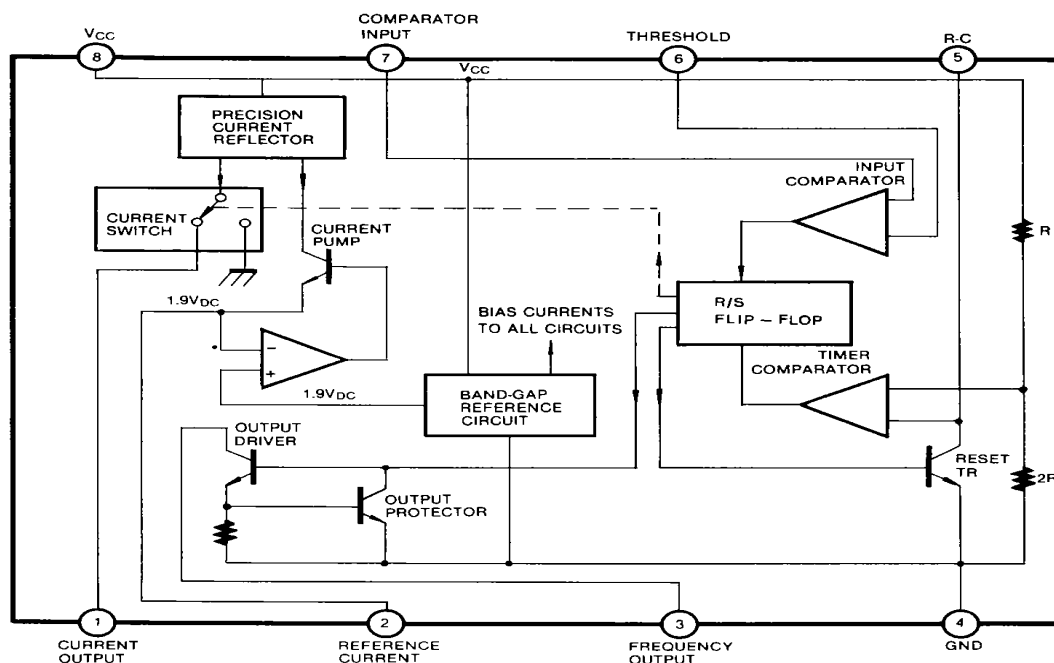 VCC
COMPARATOR
INPUT
THRESHOLD
R-C
8
7
6
5
VCC
PRECISION
CURRENT
REFLECTOR
INPUT
COMPARATOR
CURRENT
SWITCH
CURRENT
PUMP
R
1.9VDC
BIAS CURRENTS
TO ALL CIRCUITS
R/S
FLIP – FLOP
–
+
TIMER
COMPARATOR
1.9VDC
BAND-GAP
REFERENCE
CIRCUIT
OUTPUT
DRIVER
RESET
TR
2R
OUTPUT
PROTECTOR
1
2
3
4
CURRENT
OUTPUT
REFERENCE
CURRENT
FREQUENCY
OUTPUT
GND